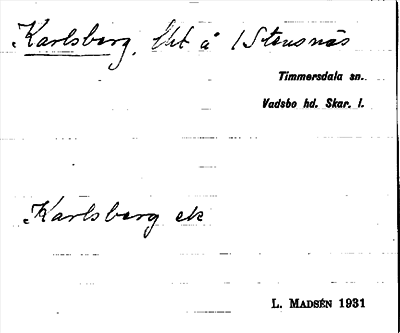 Karlsberg, lht å 1 Stensnäs
Timmersdala sn.
Vadsbo hd. Skar. l.
Karlsberg ek
L. MADSÉN 1931